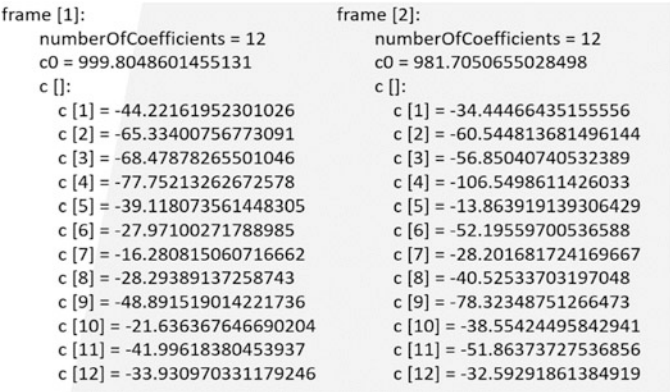 frame [1]:
numberOfCoefficients = 12
c0 = 999.8048601455131
c []:
c [1] = -44.22161952301026
c [2] = -65.33400756773091
c [3] = -68.47878265501046
c [4] = -77.75213262672578
c [5] = -39.118073561448305
c [6] = -27.97100271788985
c [7] = -16.280815060716662
c [8] = -28.29389137258743
c [9] = -48.891519014221736
c [10] = -21.636367646690204
c [11] = -41.99618380453937
c [12] = -33.930970331179246
frame [2]:
numberOfCoefficients = 12
c0 = 981.7050655028498
c []:
c [1] = -34.44466435155556
c [2] = -60.544813681496144
c [3] = -56.85040740532389
c [4] = -106.5498611426033
c [5] = -13.863919139306429
c [6] = -52.19559700536588
c [7] = -28.201681724169667
c [8] = -40.52533703197048
c [9] = -78.32348751266473
c [10] = -38.55424495842941
c [11] = -51.86373727536856
c [12] = -32.59291861384919